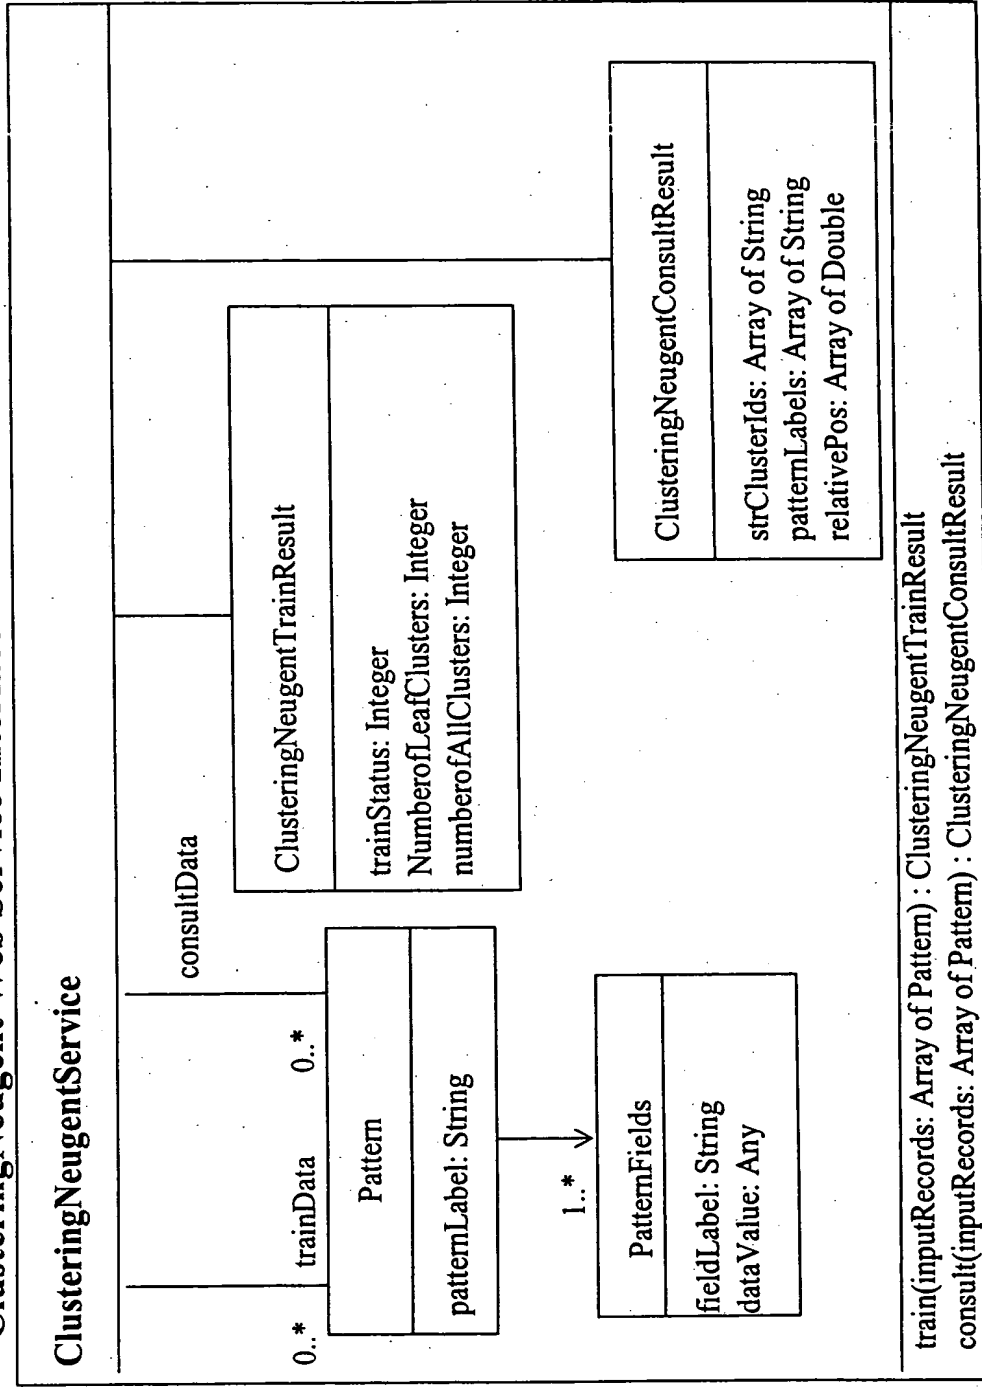 ClusteringNeugentService
consultData
0..*
trainData
0..*
Pattern
patternLabel: String
1..*
PatternFields
fieldLabel: String
dataValue: Any
ClusteringNeugentTrainResult
trainStatus: Integer
NumberofLeafClusters: Integer
numberofAllClusters: Integer
ClusteringNeugentConsultResult
strClusterIds: Array of String
patternLabels: Array of String
relativePos: Array of Double
train(inputRecords: Array of Pattern) : ClusteringNeugentTrainResult
consult(inputRecords: Array of Pattern) : ClusteringNeugentConsultResult